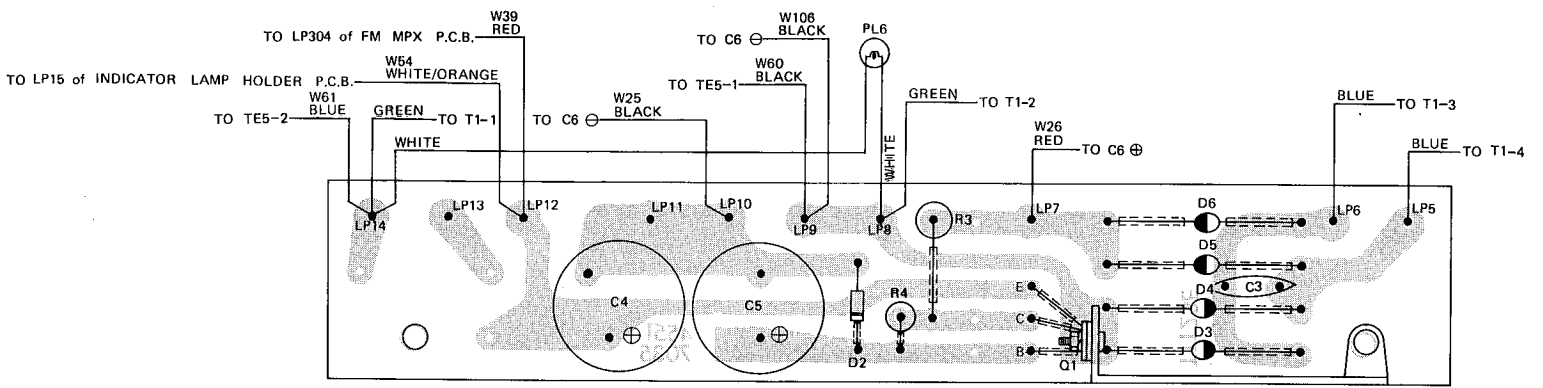 W39
RED
TO LP304 of FM MPX P.C.B.
W54
WHITE/ORANGE
TO LP15 of INDICATOR LAMP HOLDER P.C.B.
W61
BLUE
TO TE5-2
GREEN
TO T1-1
WHITE
W25
BLACK
TO C6 ⊖
W106
BLACK
TO C6 ⊖
W60
BLACK
TO TE5-1
PL6
WHITE
GREEN
TO T1-2
W26
RED
TO C6 ⊕
BLUE
TO T1-3
BLUE
TO T1-4
LP14
LP13
LP12
LP11
LP10
LP9
LP8
R3
LP7
D6
LP6
LP5
D5
E
D4
C3
C4
C5
R4
C
D3
⊕
⊕
D2
B
Q1